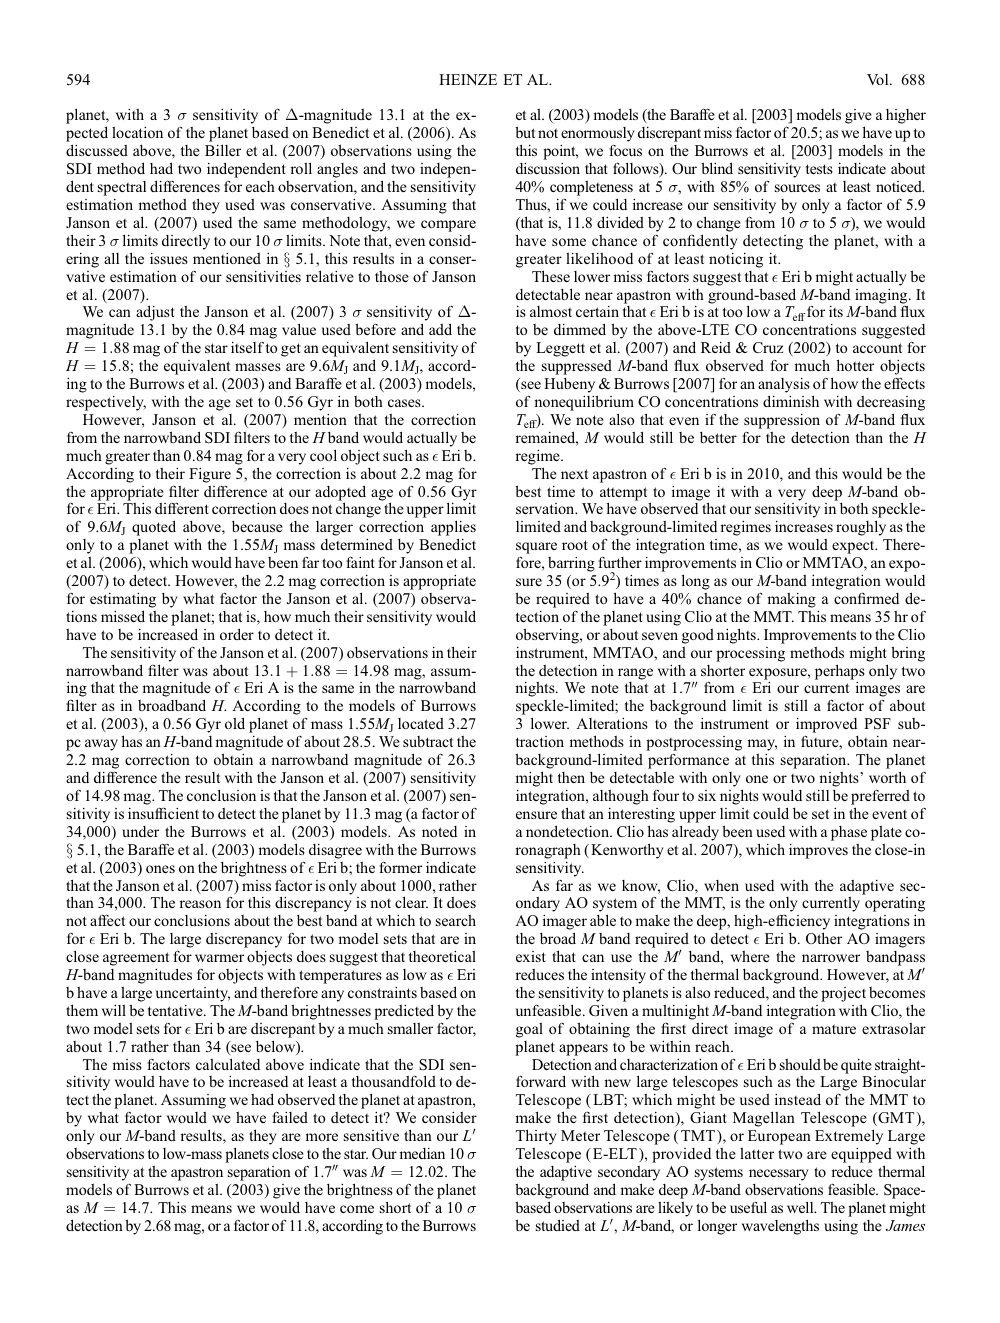 594
HEINZE ET AL.
Vol. 688
planet, with a 3 σ sensitivity of Δ-magnitude 13.1 at the ex-
pected location of the planet based on Benedict et al. (2006). As
discussed above, the Biller et al. (2007) observations using the
SDI method had two independent roll angles and two indepen-
dent spectral differences for each observation, and the sensitivity
estimation method they used was conservative. Assuming that
Janson et al. (2007) used the same methodology, we compare
their 3 σ limits directly to our 10 σ limits. Note that, even consid-
ering all the issues mentioned in § 5.1, this results in a conser-
vative estimation of our sensitivities relative to those of Janson
et al. (2007).
We can adjust the Janson et al. (2007) 3 σ sensitivity of Δ-
magnitude 13.1 by the 0.84 mag value used before and add the
H = 1.88 mag of the star itself to get an equivalent sensitivity of
H = 15.8; the equivalent masses are 9.6MJ and 9.1MJ, accord-
ing to the Burrows et al. (2003) and Baraffe et al. (2003) models,
respectively, with the age set to 0.56 Gyr in both cases.
However, Janson et al. (2007) mention that the correction
from the narrowband SDI filters to the H band would actually be
much greater than 0.84 mag for a very cool object such as ϵ Eri b.
According to their Figure 5, the correction is about 2.2 mag for
the appropriate filter difference at our adopted age of 0.56 Gyr
for ϵ Eri. This different correction does not change the upper limit
of 9.6MJ quoted above, because the larger correction applies
only to a planet with the 1.55MJ mass determined by Benedict
et al. (2006), which would have been far too faint for Janson et al.
(2007) to detect. However, the 2.2 mag correction is appropriate
for estimating by what factor the Janson et al. (2007) observa-
tions missed the planet; that is, how much their sensitivity would
have to be increased in order to detect it.
The sensitivity of the Janson et al. (2007) observations in their
narrowband filter was about 13.1 + 1.88 = 14.98 mag, assum-
ing that the magnitude of ϵ Eri A is the same in the narrowband
filter as in broadband H. According to the models of Burrows
et al. (2003), a 0.56 Gyr old planet of mass 1.55MJ located 3.27
pc away has an H-band magnitude of about 28.5. We subtract the
2.2 mag correction to obtain a narrowband magnitude of 26.3
and difference the result with the Janson et al. (2007) sensitivity
of 14.98 mag. The conclusion is that the Janson et al. (2007) sen-
sitivity is insufficient to detect the planet by 11.3 mag (a factor of
34,000) under the Burrows et al. (2003) models. As noted in
§ 5.1, the Baraffe et al. (2003) models disagree with the Burrows
et al. (2003) ones on the brightness of ϵ Eri b; the former indicate
that the Janson et al. (2007) miss factor is only about 1000, rather
than 34,000. The reason for this discrepancy is not clear. It does
not affect our conclusions about the best band at which to search
for ϵ Eri b. The large discrepancy for two model sets that are in
close agreement for warmer objects does suggest that theoretical
H-band magnitudes for objects with temperatures as low as ϵ Eri
b have a large uncertainty, and therefore any constraints based on
them will be tentative. The M-band brightnesses predicted by the
two model sets for ϵ Eri b are discrepant by a much smaller factor,
about 1.7 rather than 34 (see below).
The miss factors calculated above indicate that the SDI sen-
sitivity would have to be increased at least a thousandfold to de-
tect the planet. Assuming we had observed the planet at apastron,
by what factor would we have failed to detect it? We consider
only our M-band results, as they are more sensitive than our L′
observations to low-mass planets close to the star. Our median 10 σ
sensitivity at the apastron separation of 1.7″ was M = 12.02. The
models of Burrows et al. (2003) give the brightness of the planet
as M = 14.7. This means we would have come short of a 10 σ
detection by 2.68 mag, or a factor of 11.8, according to the Burrows
et al. (2003) models (the Baraffe et al. [2003] models give a higher
but not enormously discrepant miss factor of 20.5; as we have up to
this point, we focus on the Burrows et al. [2003] models in the
discussion that follows). Our blind sensitivity tests indicate about
40% completeness at 5 σ, with 85% of sources at least noticed.
Thus, if we could increase our sensitivity by only a factor of 5.9
(that is, 11.8 divided by 2 to change from 10 σ to 5 σ), we would
have some chance of confidently detecting the planet, with a
greater likelihood of at least noticing it.
These lower miss factors suggest that ϵ Eri b might actually be
detectable near apastron with ground-based M-band imaging. It
is almost certain that ϵ Eri b is at too low a Teff for its M-band flux
to be dimmed by the above-LTE CO concentrations suggested
by Leggett et al. (2007) and Reid & Cruz (2002) to account for
the suppressed M-band flux observed for much hotter objects
(see Hubeny & Burrows [2007] for an analysis of how the effects
of nonequilibrium CO concentrations diminish with decreasing
Teff). We note also that even if the suppression of M-band flux
remained, M would still be better for the detection than the H
regime.
The next apastron of ϵ Eri b is in 2010, and this would be the
best time to attempt to image it with a very deep M-band ob-
servation. We have observed that our sensitivity in both speckle-
limited and background-limited regimes increases roughly as the
square root of the integration time, as we would expect. There-
fore, barring further improvements in Clio or MMTAO, an expo-
sure 35 (or 5.9²) times as long as our M-band integration would
be required to have a 40% chance of making a confirmed de-
tection of the planet using Clio at the MMT. This means 35 hr of
observing, or about seven good nights. Improvements to the Clio
instrument, MMTAO, and our processing methods might bring
the detection in range with a shorter exposure, perhaps only two
nights. We note that at 1.7″ from ϵ Eri our current images are
speckle-limited; the background limit is still a factor of about
3 lower. Alterations to the instrument or improved PSF sub-
traction methods in postprocessing may, in future, obtain near-
background-limited performance at this separation. The planet
might then be detectable with only one or two nights' worth of
integration, although four to six nights would still be preferred to
ensure that an interesting upper limit could be set in the event of
a nondetection. Clio has already been used with a phase plate co-
ronagraph (Kenworthy et al. 2007), which improves the close-in
sensitivity.
As far as we know, Clio, when used with the adaptive sec-
ondary AO system of the MMT, is the only currently operating
AO imager able to make the deep, high-efficiency integrations in
the broad M band required to detect ϵ Eri b. Other AO imagers
exist that can use the M′ band, where the narrower bandpass
reduces the intensity of the thermal background. However, at M′
the sensitivity to planets is also reduced, and the project becomes
unfeasible. Given a multinight M-band integration with Clio, the
goal of obtaining the first direct image of a mature extrasolar
planet appears to be within reach.
Detection and characterization of ϵ Eri b should be quite straight-
forward with new large telescopes such as the Large Binocular
Telescope (LBT; which might be used instead of the MMT to
make the first detection), Giant Magellan Telescope (GMT),
Thirty Meter Telescope (TMT), or European Extremely Large
Telescope (E-ELT), provided the latter two are equipped with
the adaptive secondary AO systems necessary to reduce thermal
background and make deep M-band observations feasible. Space-
based observations are likely to be useful as well. The planet might
be studied at L′, M-band, or longer wavelengths using the James